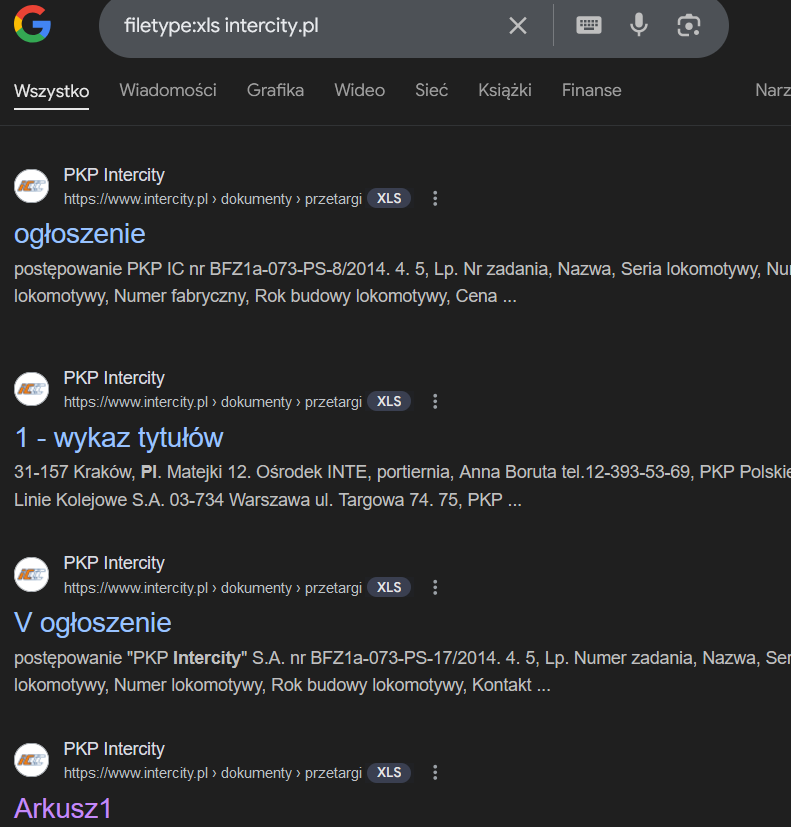 filetype:xls intercity.pl
Wszystko Wiadomości Grafika Wideo Sieć Książki Finanse Narz
PKP Intercity
https://www.intercity.pl › dokumenty › przetargi XLS
ogłoszenie
postępowanie PKP IC nr BFZ1a-073-PS-8/2014. 4. 5, Lp. Nr zadania, Nazwa, Seria lokomotywy, Nu
lokomotywy, Numer fabryczny, Rok budowy lokomotywy, Cena ...
PKP Intercity
https://www.intercity.pl › dokumenty › przetargi XLS
1 - wykaz tytułów
31-157 Kraków, Pl. Matejki 12. Ośrodek INTE, portiernia, Anna Boruta tel.12-393-53-69, PKP Polskie
Linie Kolejowe S.A. 03-734 Warszawa ul. Targowa 74. 75, PKP ...
PKP Intercity
https://www.intercity.pl › dokumenty › przetargi XLS
V ogłoszenie
postępowanie "PKP Intercity" S.A. nr BFZ1a-073-PS-17/2014. 4. 5, Lp. Numer zadania, Nazwa, Ser
lokomotywy, Numer lokomotywy, Rok budowy lokomotywy, Kontakt ...
PKP Intercity
https://www.intercity.pl › dokumenty › przetargi XLS
Arkusz1